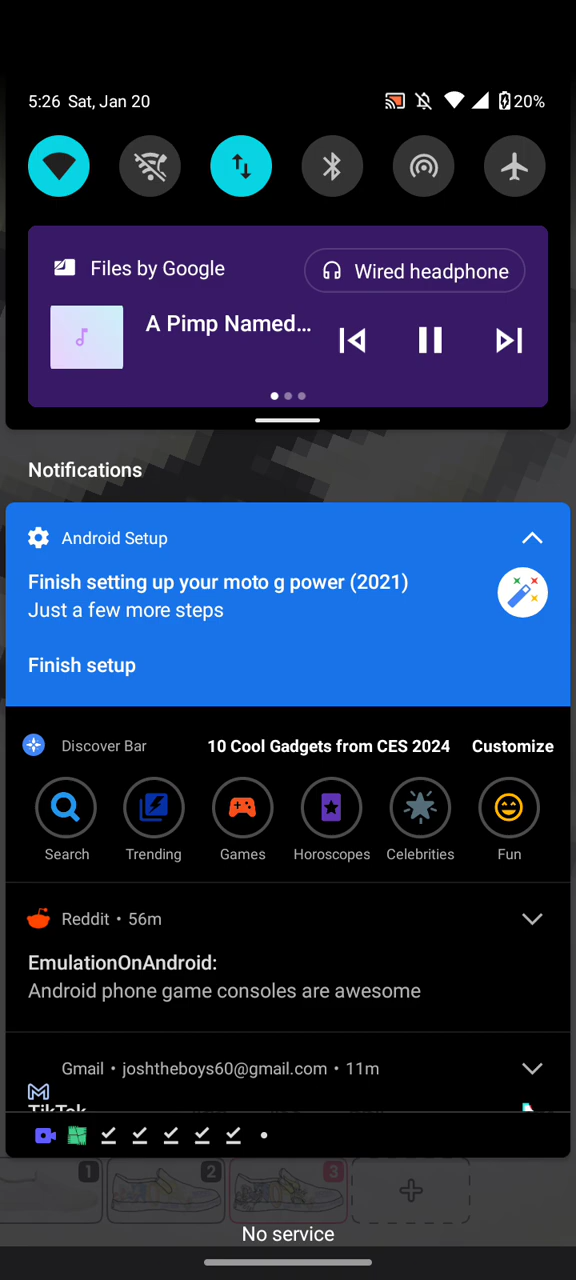 5:26 Sat, Jan 20
20%
Files by Google
Wired headphone
A Pimp Named...
Notifications
Android Setup
Finish setting up your moto g power (2021)
Just a few more steps
Finish setup
Discover Bar 10 Cool Gadgets from CES 2024 Customize
Search Trending Games Horoscopes Celebrities Fun
Reddit • 56m
EmulationOnAndroid:
Android phone game consoles are awesome
Gmail • joshtheboys60@gmail.com • 11m
TikTok
1 2 3
No service